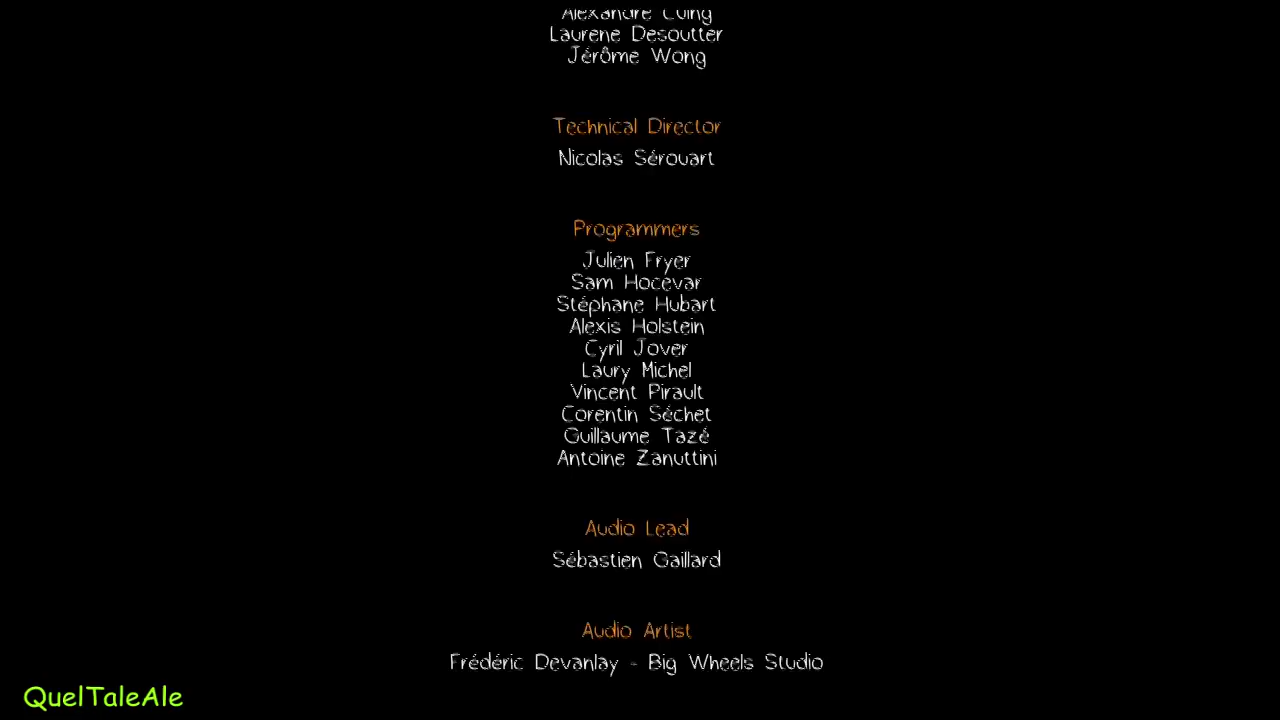 Alexandre Cuing
Laurene Desoutter
Jérôme Wong
Technical Director
Nicolas Sérouart
Programmers
Julien Fryer
Sam Hocevar
Stéphane Hubart
Alexis Holstein
Cyril Jover
Laury Michel
Vincent Pirault
Corentin Séchet
Guillaume Tazé
Antoine Zanuttini
Audio Lead
Sébastien Gaillard
Audio Artist
Frédéric Devanlay - Big Wheels Studio
QuelTaleAle